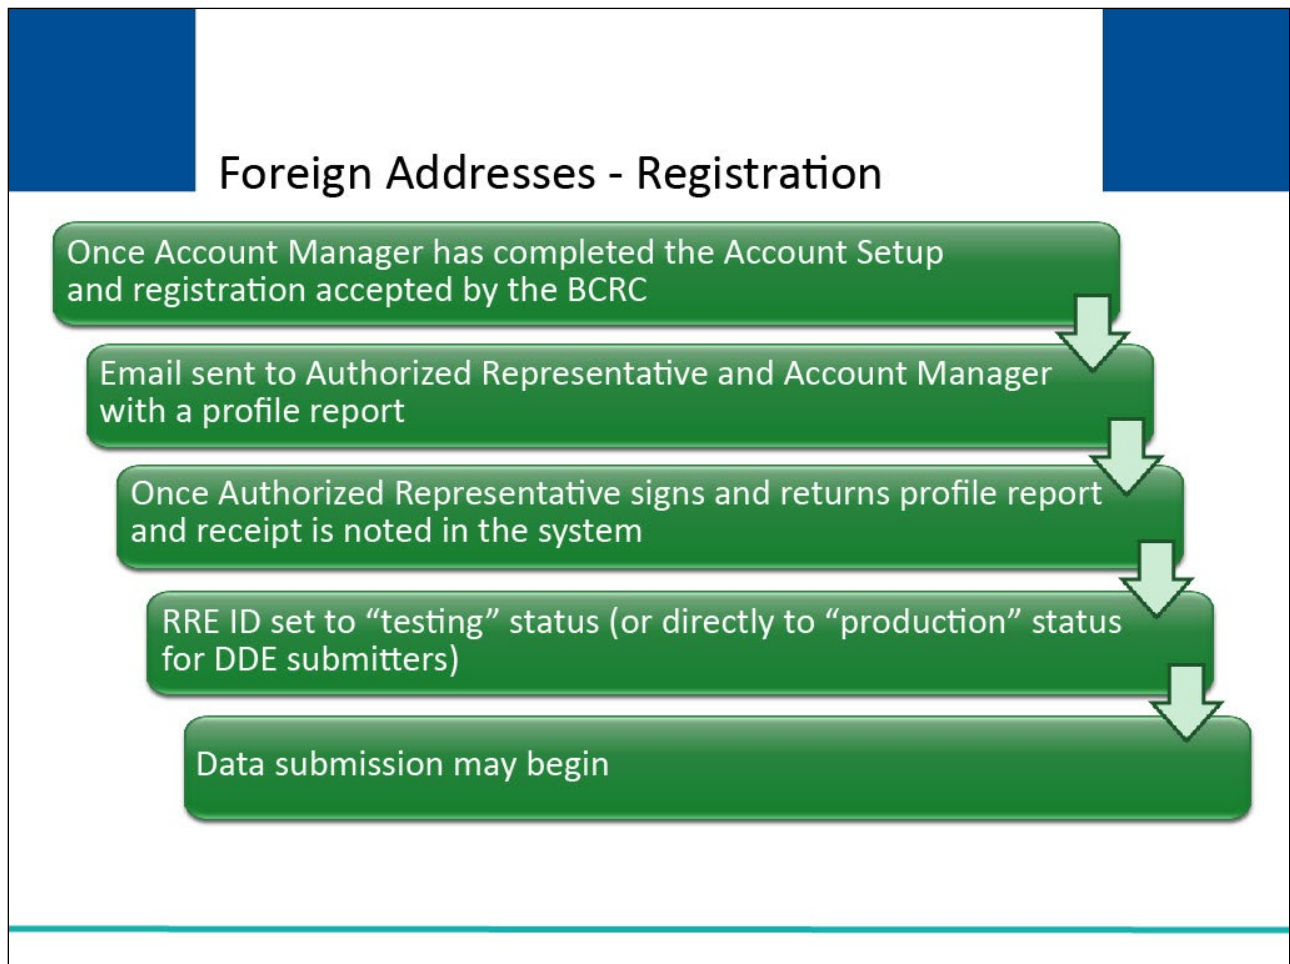 Foreign Addresses - Registration
Once Account Manager has completed the Account Setup
and registration accepted by the BCRC
Email sent to Authorized Representative and Account Manager
with a profile report
Once Authorized Representative signs and returns profile report
and receipt is noted in the system
RRE ID set to “testing” status (or directly to “production” status
for DDE submitters)
Data submission may begin